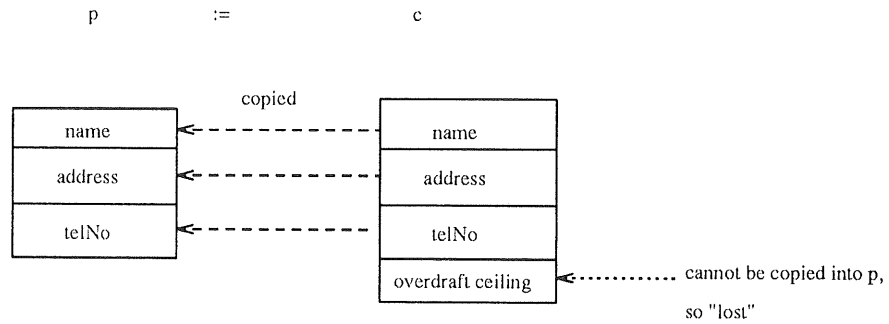 p := c
copied
name name
address address
telNo telNo
overdraft ceiling cannot be copied into p,
so "lost"